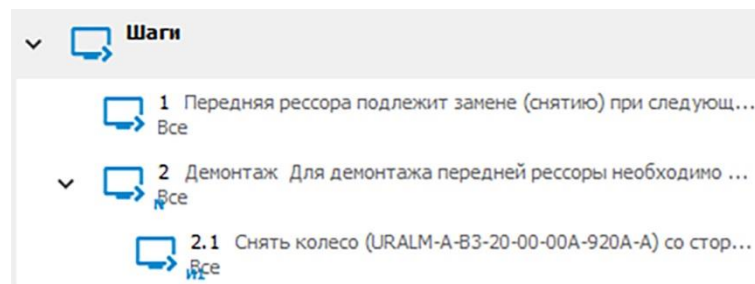 Шаги
1 Передняя рессора подлежит замене (снятию) при следующ...
Все
2 Демонтаж Для демонтажа передней рессоры необходимо ...
N Все
2.1 Снять колесо (URALM-A-B3-20-00-00A-920A-A) со стор...
И1 Все